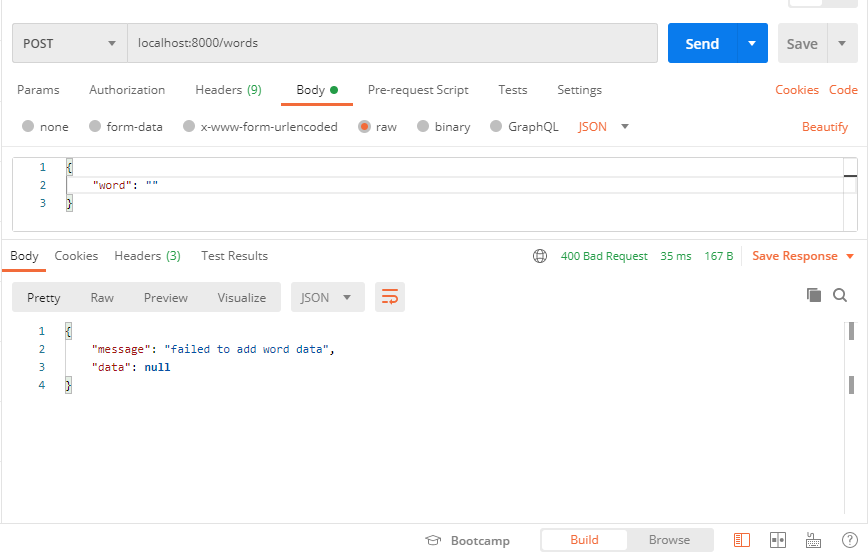 POST localhost:8000/words Send Save
Params Authorization Headers (9) Body Pre-request Script Tests Settings Cookies Code
none form-data x-www-form-urlencoded raw binary GraphQL JSON Beautify
1 {
2 "word": ""
3 }
Body Cookies Headers (3) Test Results 400 Bad Request 35 ms 167 B Save Response
Pretty Raw Preview Visualize JSON
1 {
2 "message": "failed to add word data",
3 "data": null
4 }
Bootcamp Build Browse ?